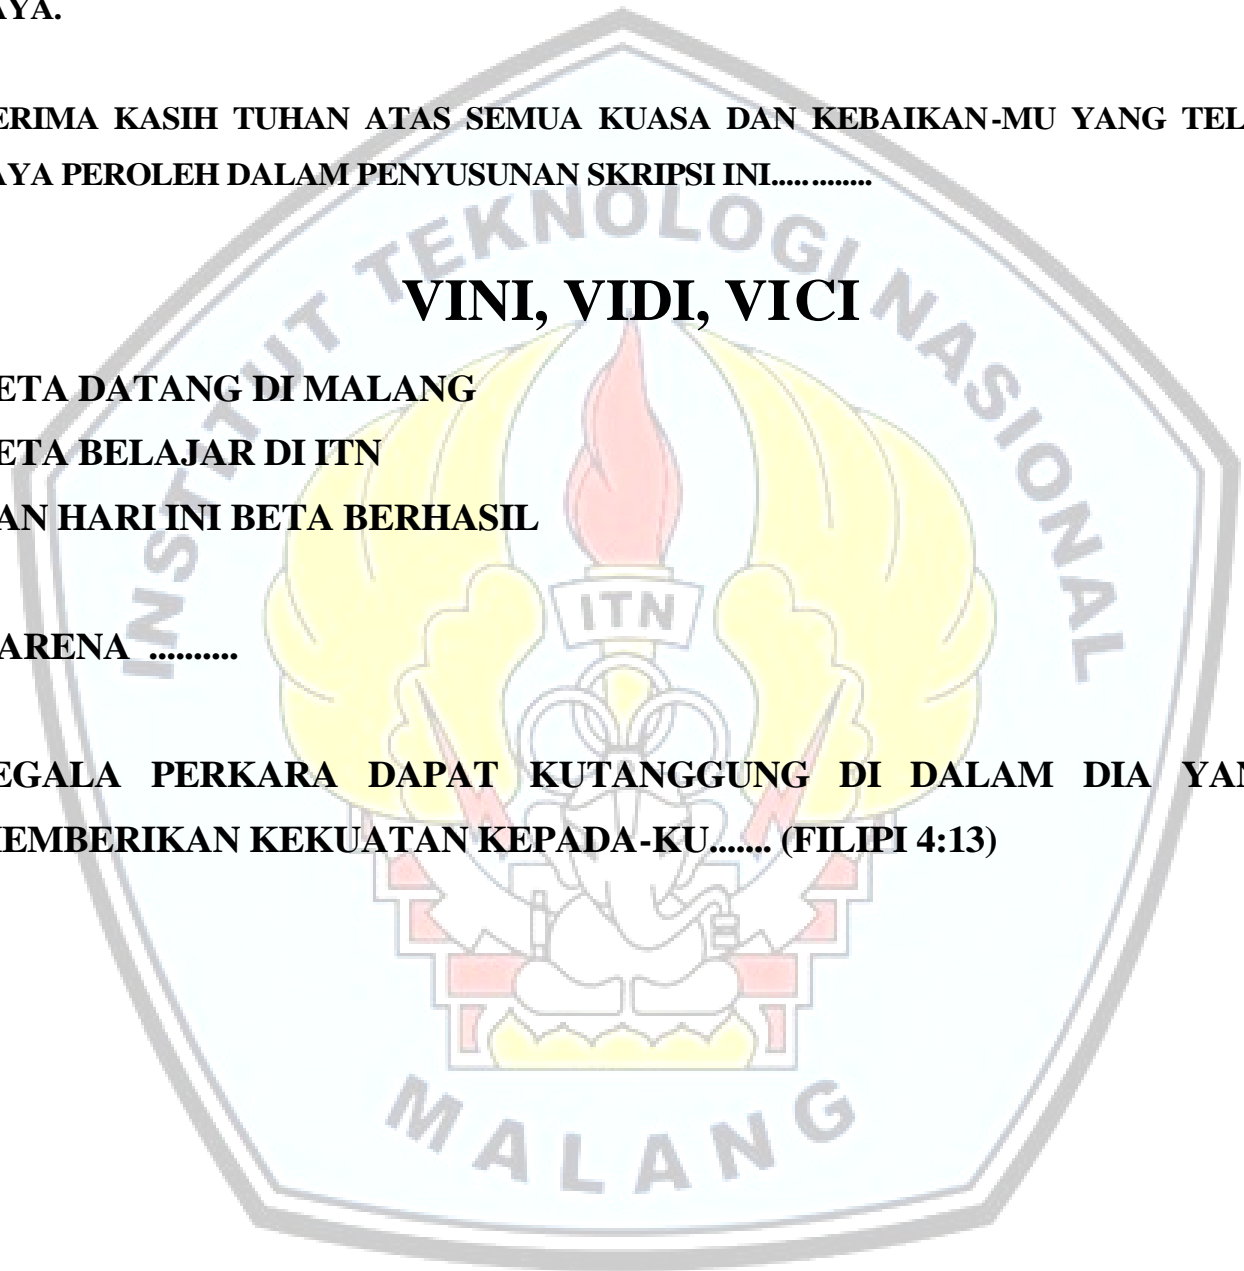 AYA.
ERIMA KASIH TUHAN ATAS SEMUA KUASA DAN KEBAIKAN-MU YANG TEL
AYA PEROLEH DALAM PENYUSUNAN SKRIPSI INI.............
INSTITUT TEKNOLOGI NASIONAL
VINI, VIDI, VICI
ETA DATANG DI MALANG
ETA BELAJAR DI ITN
AN HARI INI BETA BERHASIL
ITN
ARENA ..........
EGALA PERKARA DAPAT KUTANGGUNG DI DALAM DIA YAN
MEMBERIKAN KEKUATAN KEPADA-KU....... (FILIPI 4:13)
MALANG